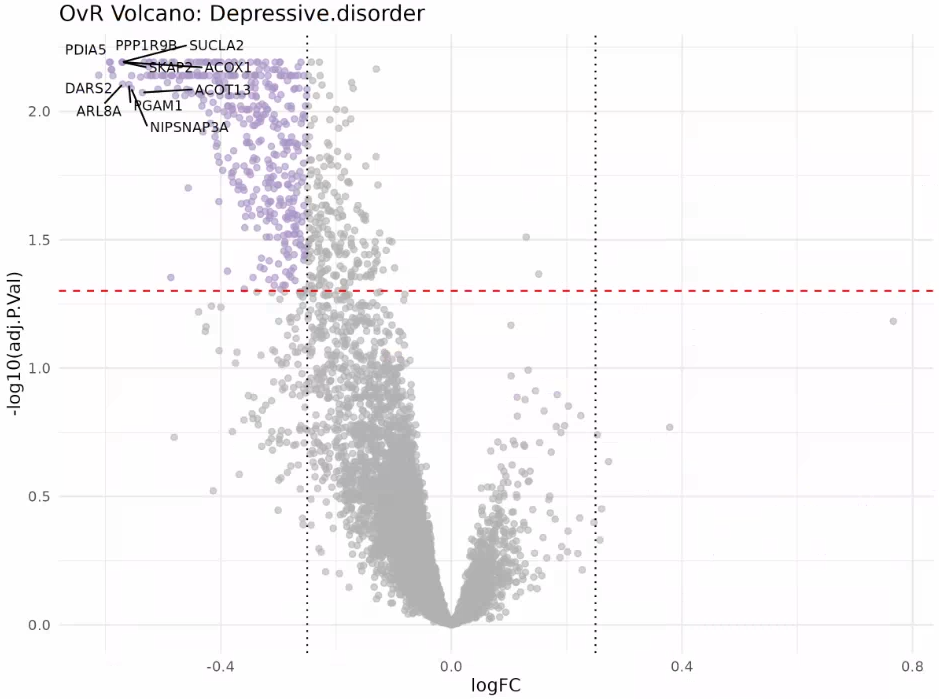 OvR Volcano: Depressive.disorder
PDIA5 PPP1R9B SUCLA2
SKAP2 ACOX1
DARS2 ACOT13
ARL8A PGAM1
NIPSNAP3A
2.0
1.5
1.0
0.5
0.0
-log10(adj.P.Val)
-0.4 0.0 0.4 0.8
logFC